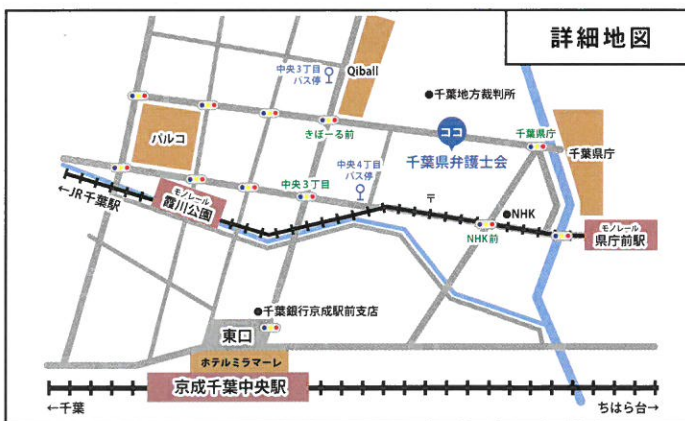 詳細地図
中央3丁目
バス停
Qiball
千葉地方裁判所
パルコ
きぼーる前
ココ
千葉県庁
千葉県弁護士会
千葉県庁
中央4丁目
バス停
中央3丁目
←JR千葉駅
モノレール
葭川公園
〒
NHK
NHK前
モノレール
県庁前駅
千葉銀行京成駅前支店
東口
ホテルミラマーレ
京成千葉中央駅
←千葉
ちはら台→